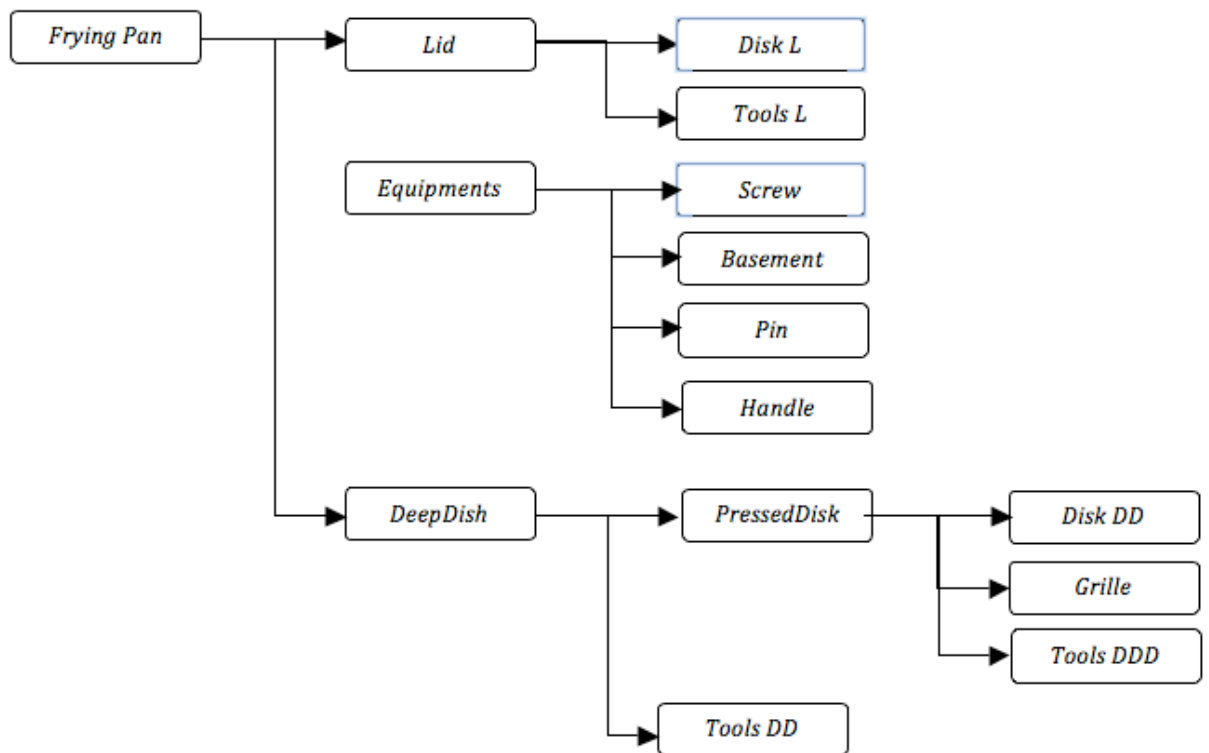 Frying Pan
Lid
Disk L
Tools L
Equipments
Screw
Basement
Pin
Handle
DeepDish
PressedDisk
Disk DD
Grille
Tools DDD
Tools DD